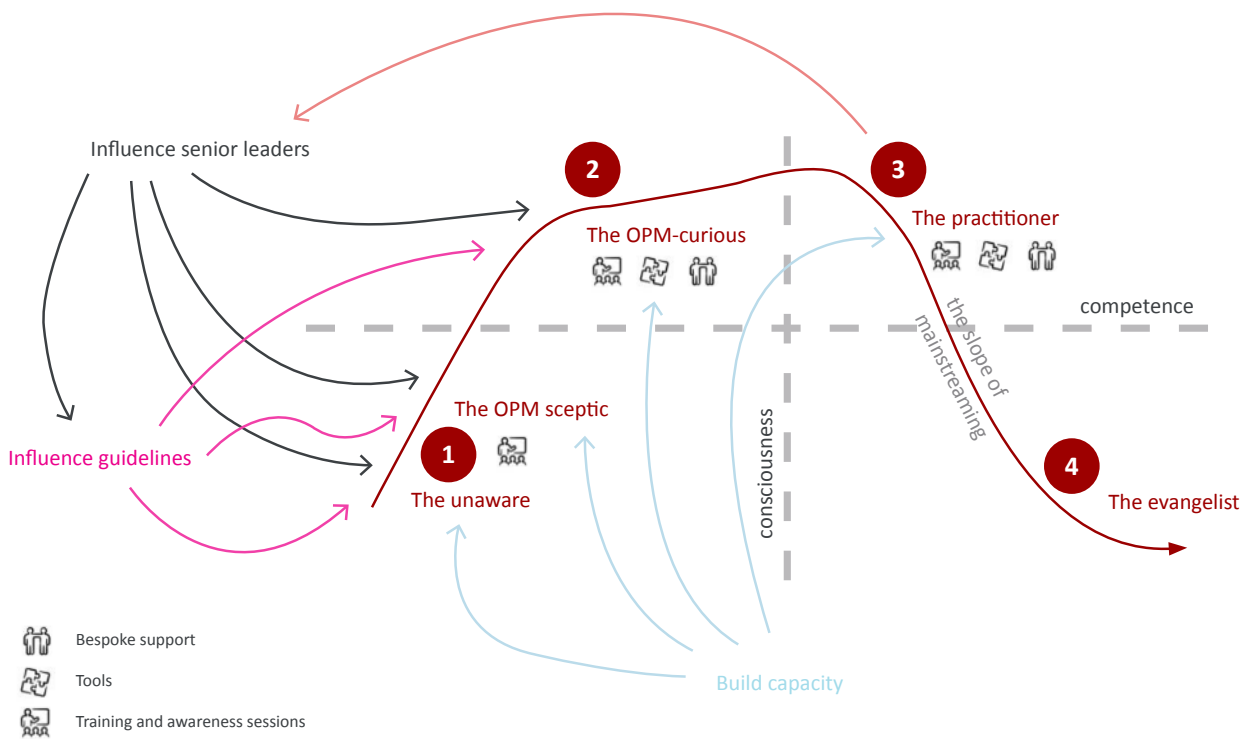 Influence senior leaders
2
3
The practitioner
The OPM-curious
competence
the slope of
mainstreaming
The OPM sceptic
Influence guidelines
1
The unaware
consciousness
4
The evangelist
Build capacity
Bespoke support
Tools
Training and awareness sessions